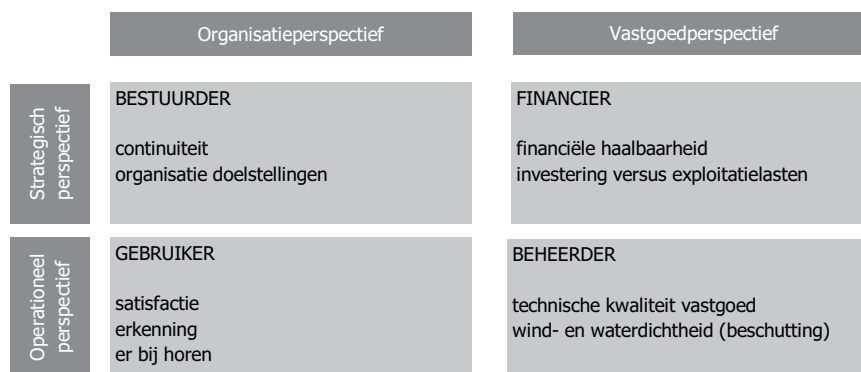 Organisatieperspectief
Vastgoedperspectief
Strategisch
perspectief
BESTUURDER
continuiteit
organisatie doelstellingen
FINANCIER
financiële haalbaarheid
investering versus exploitatielasten
Operationeel
perspectief
GEBRUIKER
satisfactie
erkenning
er bij horen
BEHEERDER
technische kwaliteit vastgoed
wind- en waterdichtheid (beschutting)